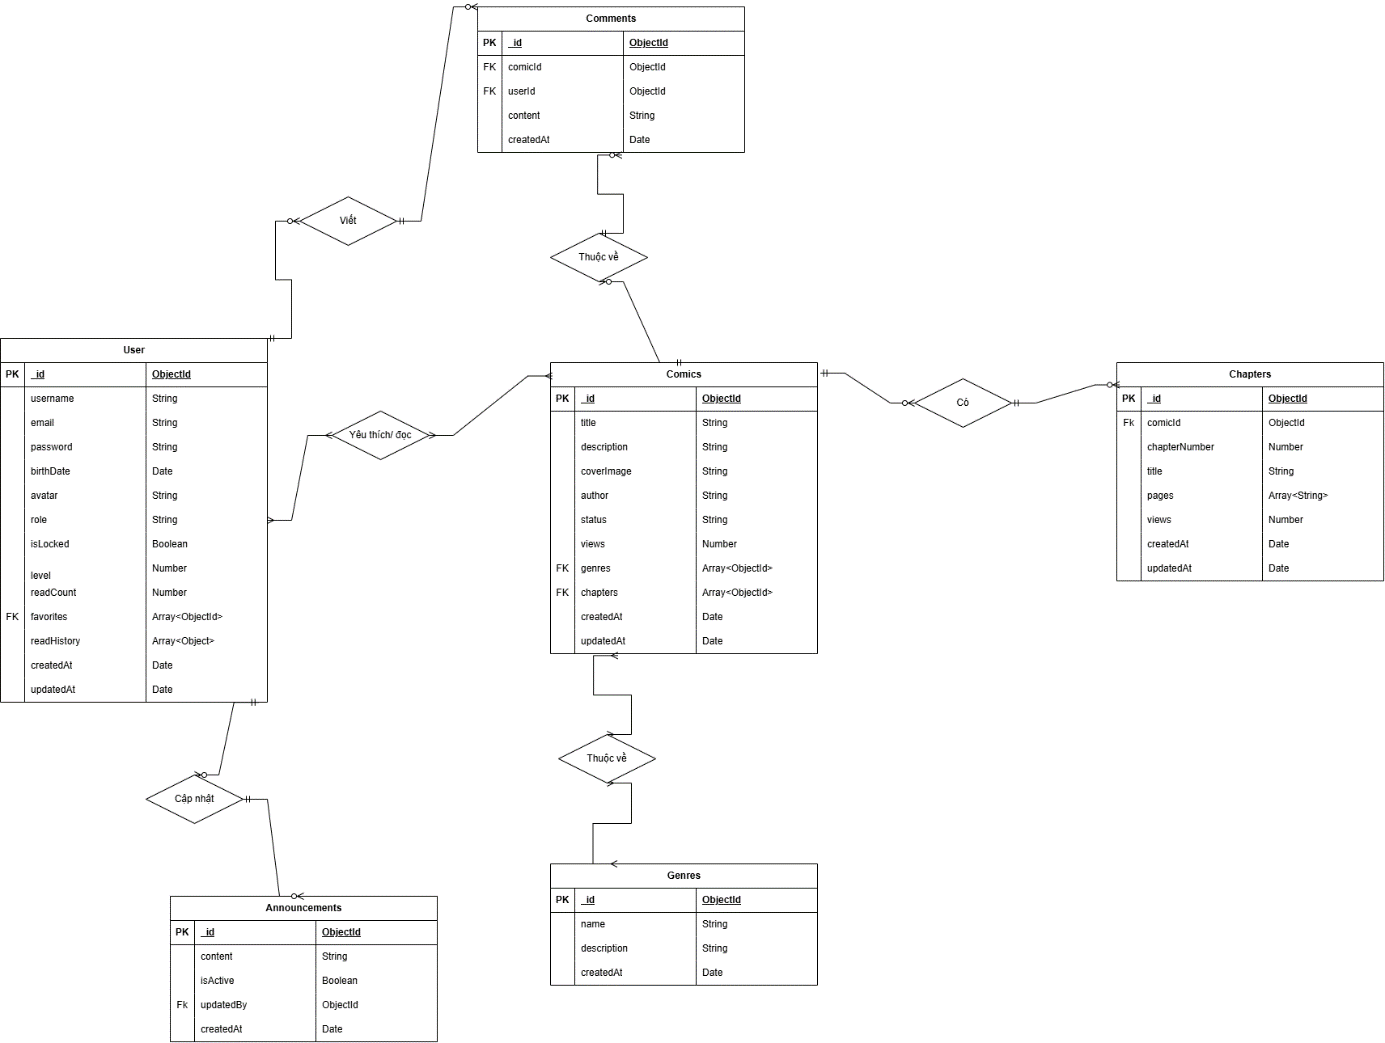 Comments
PK _id ObjectId
FK comicId ObjectId
FK userId ObjectId
content String
createdAt Date
Viết
Thuộc về
User
PK _id ObjectId
username String
email String
password String
birthDate Date
avatar String
role String
isLocked Boolean
level Number
readCount Number
FK favorites Array<ObjectId>
readHistory Array<Object>
createdAt Date
updatedAt Date
Yêu thích/ đọc
Comics
PK _id ObjectId
title String
description String
coverImage String
author String
status String
views Number
FK genres Array<ObjectId>
FK chapters Array<ObjectId>
createdAt Date
updatedAt Date
Có
Chapters
PK _id ObjectId
Fk comicId ObjectId
chapterNumber Number
title String
pages Array<String>
views Number
createdAt Date
updatedAt Date
Cập nhật
Thuộc về
Announcements
PK _id ObjectId
content String
isActive Boolean
Fk updatedBy ObjectId
createdAt Date
Genres
PK _id ObjectId
name String
description String
createdAt Date